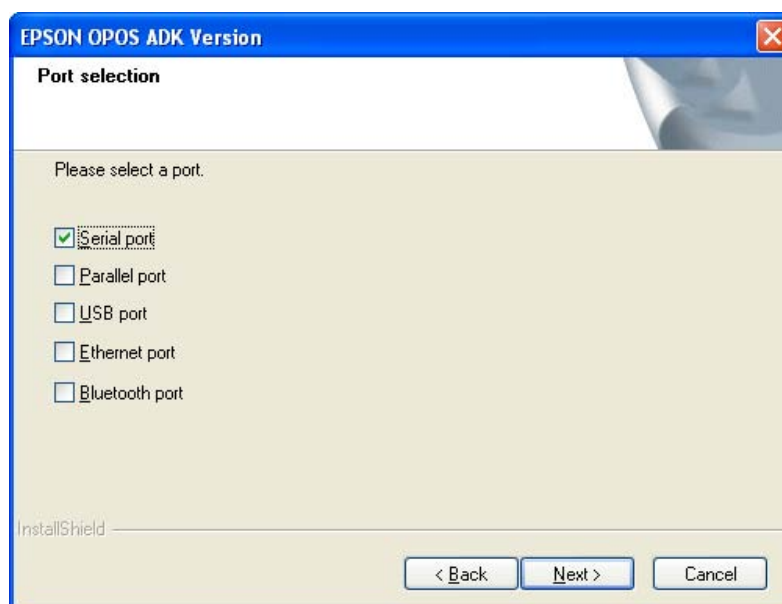 EPSON OPOS ADK Version
Port selection
Please select a port.
Serial port
Parallel port
USB port
Ethernet port
Bluetooth port
InstallShield
< Back Next > Cancel